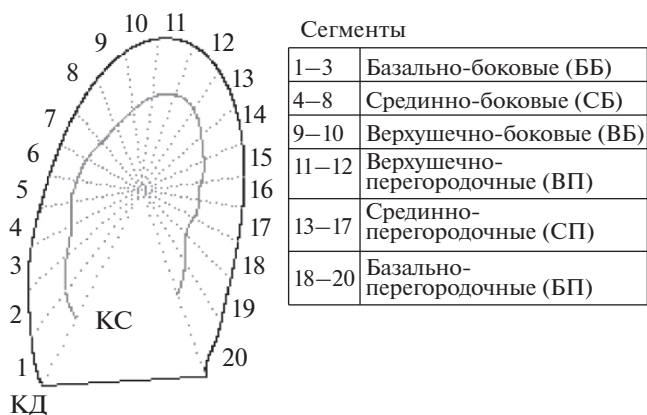 10 11
9 12
8 13
7 14
6 15
5 16
4 17
3 18
2 19
1 20
КС
КД
Сегменты
1–3 Базально-боковые (ББ)
4–8 Срединно-боковые (СБ)
9–10 Верхушечно-боковые (ВБ)
11–12 Верхушечно-
перегородочные (ВП)
13–17 Срединно-
перегородочные (СП)
18–20 Базально-
перегородочные (БП)